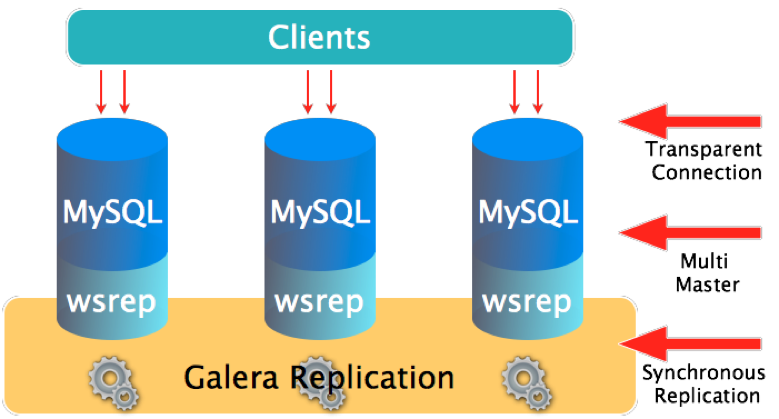 Clients
Transparent
Connection
MySQL MySQL MySQL
Multi
Master
wsrep wsrep wsrep
Galera Replication
Synchronous
Replication